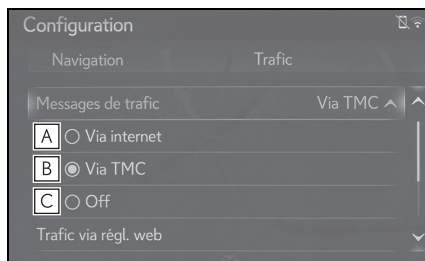 Configuration
Navigation Trafic
Messages de trafic Via TMC
A Via internet
B Via TMC
C Off
Trafic via régl. web